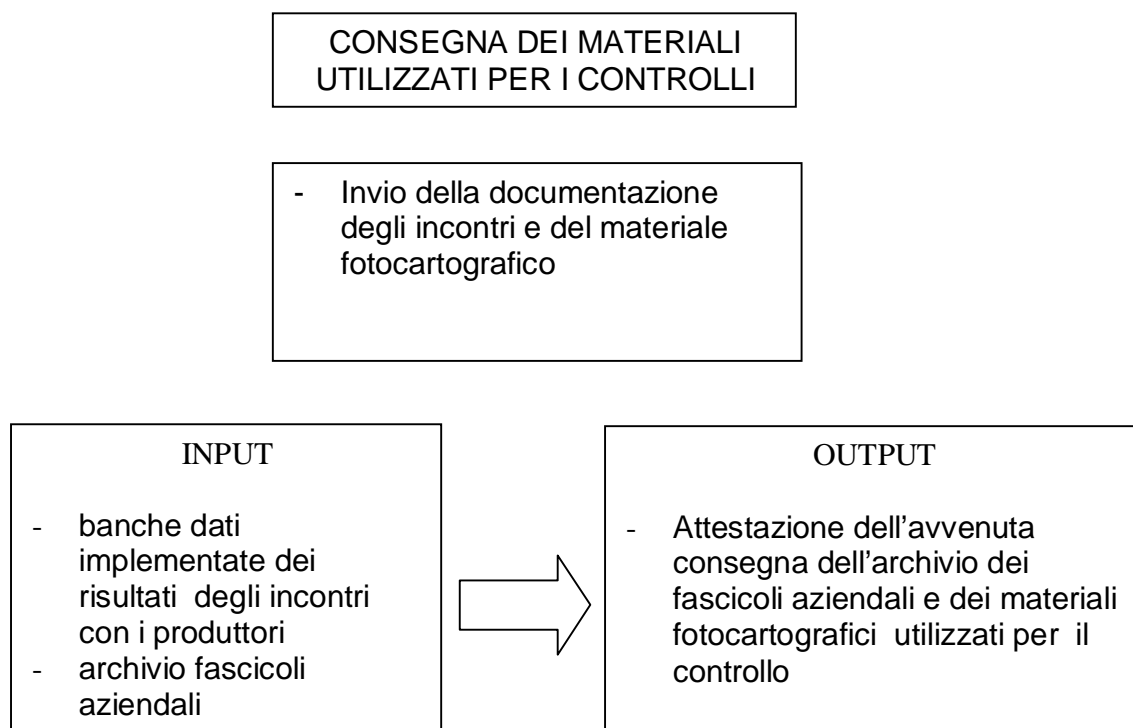 CONSEGNA DEI MATERIALI
UTILIZZATI PER I CONTROLLI
- Invio della documentazione
degli incontri e del materiale
fotocartografico
INPUT
- banche dati
implementate dei
risultati degli incontri
con i produttori
- archivio fascicoli
aziendali
OUTPUT
- Attestazione dell’avvenuta
consegna dell’archivio dei
fascicoli aziendali e dei materiali
fotocartografici utilizzati per il
controllo